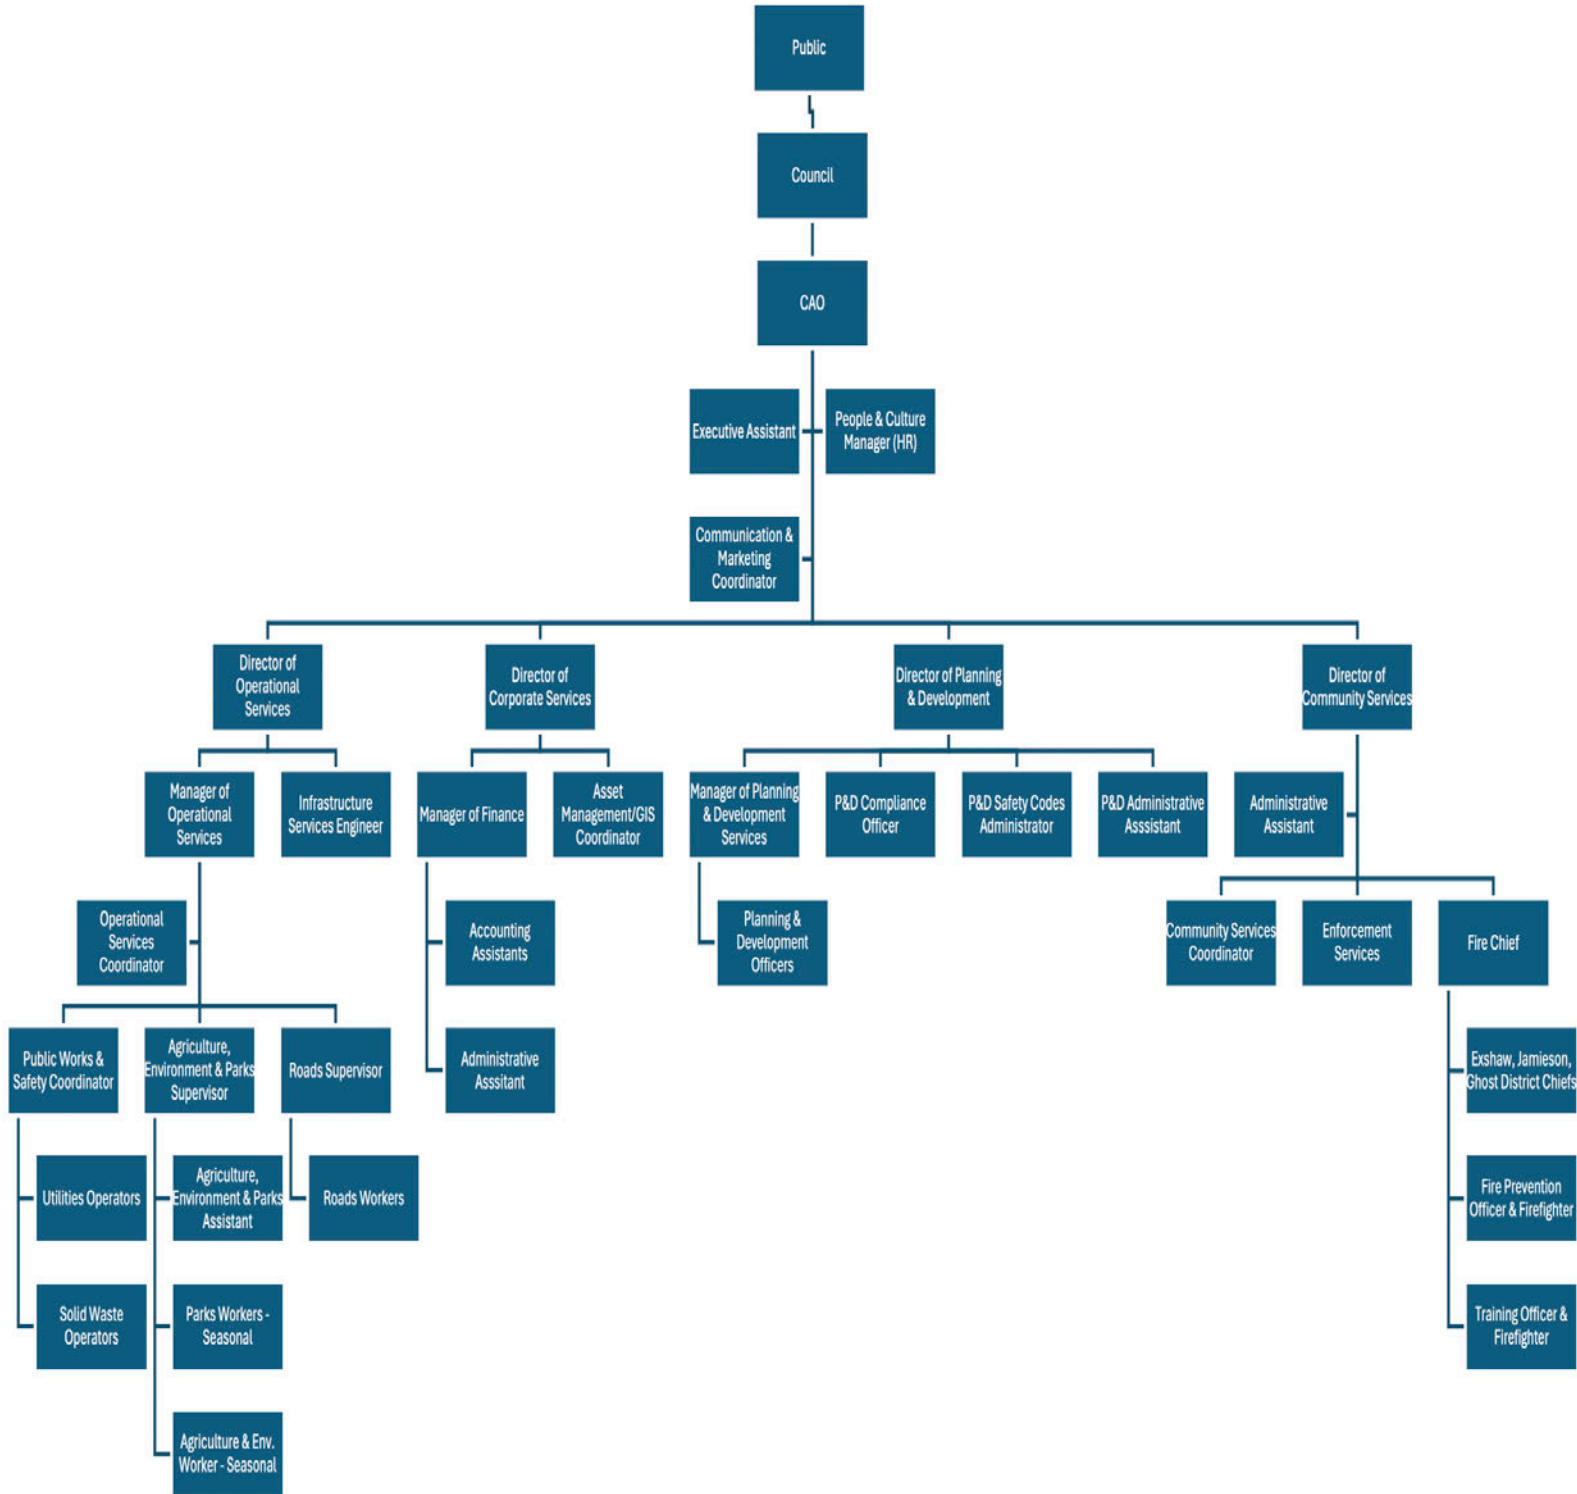 Public
Council
CAO
Executive Assistant
People & Culture
Manager (HR)
Communication &
Marketing
Coordinator
Director of
Operational
Services
Director of
Corporate Services
Director of Planning
& Development
Director of
Community Services
Manager of
Operational
Services
Infrastructure
Services Engineer
Manager of Finance
Asset
Management/GIS
Coordinator
Manager of Planning
& Development
Services
P&D Compliance
Officer
P&D Safety Codes
Administrator
P&D Administrative
Asssistant
Administrative
Assistant
Operational
Services
Coordinator
Accounting
Assistants
Planning &
Development
Officers
Community Services
Coordinator
Enforcement
Services
Fire Chief
Public Works &
Safety Coordinator
Agriculture,
Environment & Parks
Supervisor
Roads Supervisor
Administrative
Asssitant
Exshaw, Jamieson,
Ghost District Chiefs
Utilities Operators
Agriculture,
Environment & Parks
Assistant
Roads Workers
Fire Prevention
Officer & Firefighter
Solid Waste
Operators
Parks Workers -
Seasonal
Training Officer &
Firefighter
Agriculture & Env.
Worker - Seasonal